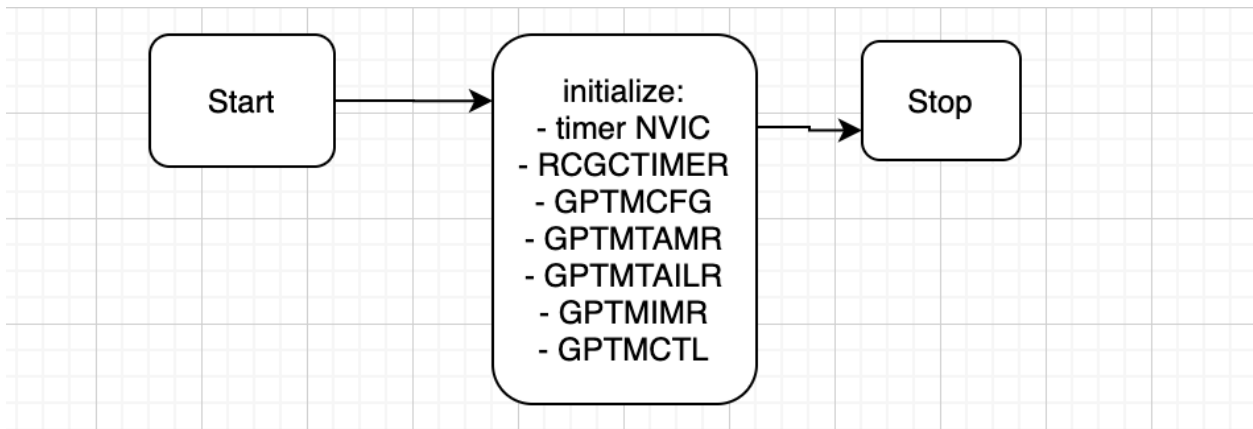 Start
initialize:
- timer NVIC
- RCGCTIMER
- GPTMCFG
- GPTMTAMR
- GPTMTAILR
- GPTMIMR
- GPTMCTL
Stop